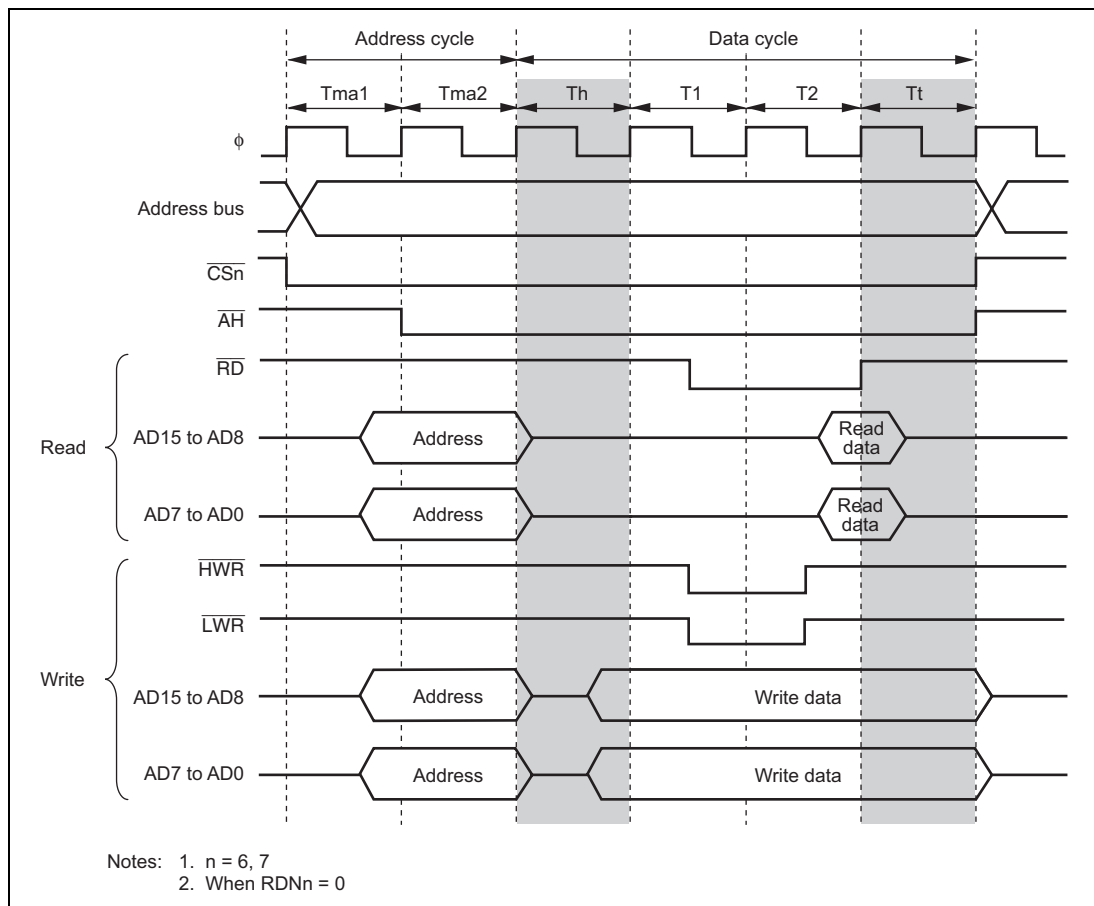 Address cycle Data cycle
Tma1 Tma2 Th T1 T2 Tt
ϕ
Address bus
CSn
AH
RD
Read
AD15 to AD8 Address Read data
AD7 to AD0 Address Read data
HWR
LWR
Write
AD15 to AD8 Address Write data
AD7 to AD0 Address Write data
Notes: 1. n = 6, 7
2. When RDNn = 0